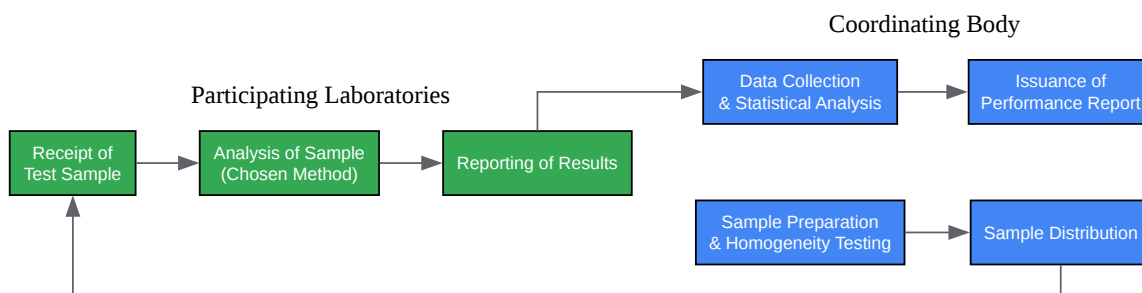 Coordinating Body
Data Collection
& Statistical Analysis
Issuance of
Performance Report
Participating Laboratories
Receipt of
Test Sample
Analysis of Sample
(Chosen Method)
Reporting of Results
Sample Preparation
& Homogeneity Testing
Sample Distribution